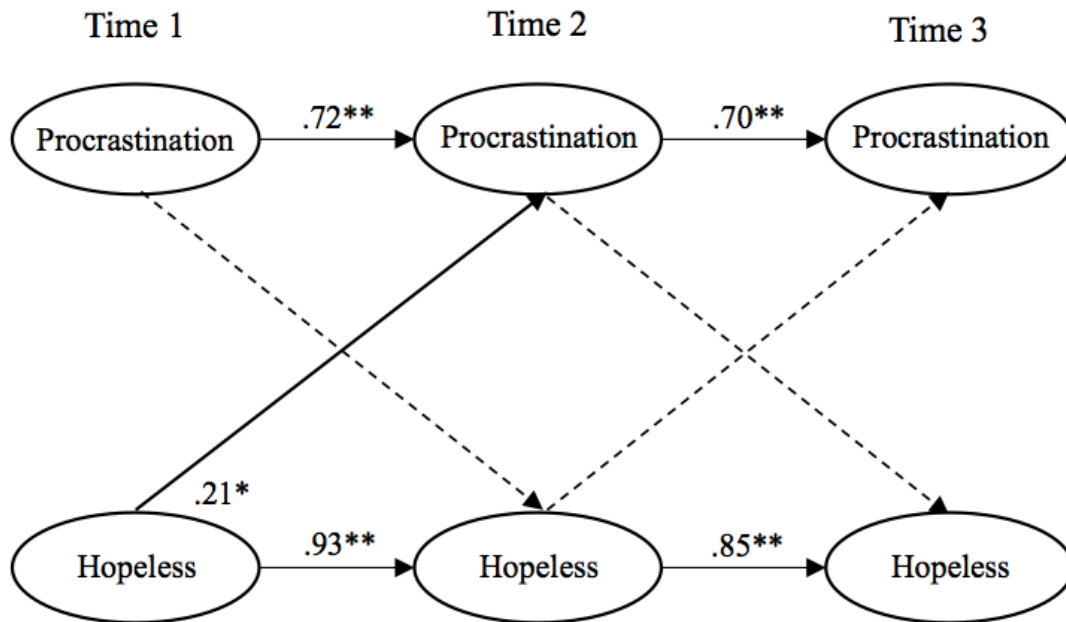 Time 1
Time 2
Time 3
Procrastination
.72**
Procrastination
.70**
Procrastination
.21*
Hopeless
.93**
Hopeless
.85**
Hopeless